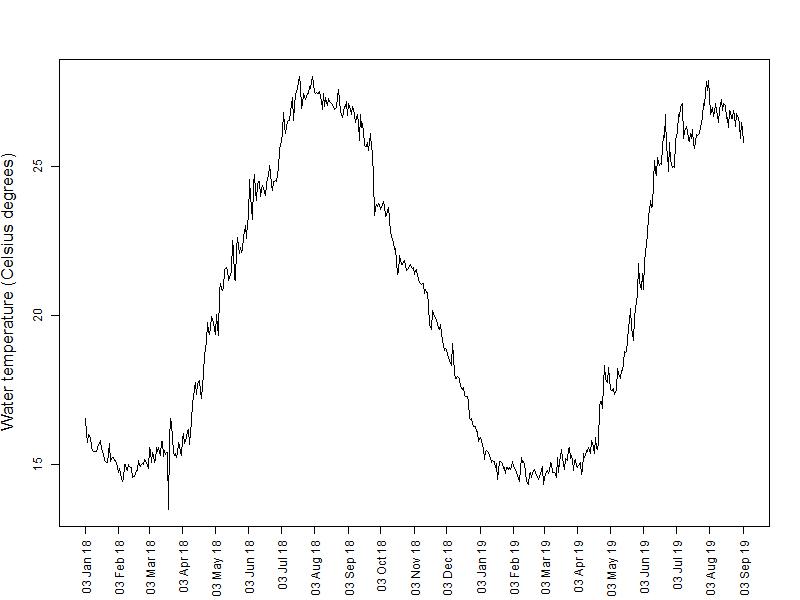 Water temperature (Celsius degrees)
25
20
15
03 Jan 18
03 Feb 18
03 Mar 18
03 Apr 18
03 May 18
03 Jun 18
03 Jul 18
03 Aug 18
03 Sep 18
03 Oct 18
03 Nov 18
03 Dec 18
03 Jan 19
03 Feb 19
03 Mar 19
03 Apr 19
03 May 19
03 Jun 19
03 Jul 19
03 Aug 19
03 Sep 19